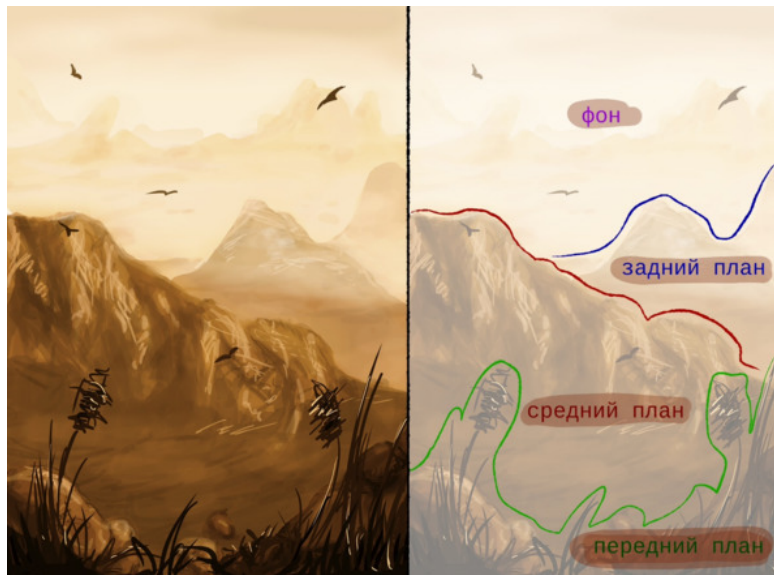 фон
задний план
средний план
передний план